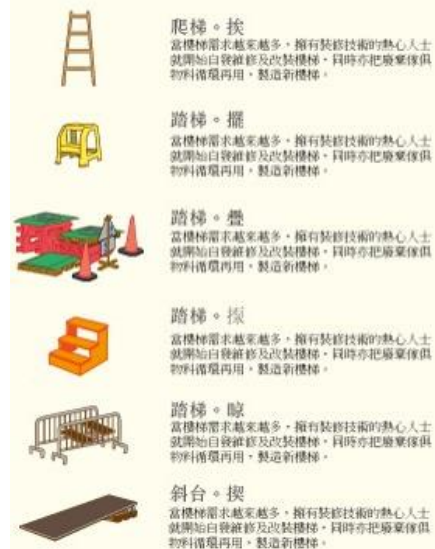 爬梯。挨
當樓梯需求越來越多，擁有裝修技術的熱心人士
就開始自發維修及改裝樓梯，同時亦把廢棄傢俱
物料循環再用，製造新樓梯。
踏梯。擺
當樓梯需求越來越多，擁有裝修技術的熱心人士
就開始自發維修及改裝樓梯，同時亦把廢棄傢俱
物料循環再用，製造新樓梯。
踏梯。疊
當樓梯需求越來越多，擁有裝修技術的熱心人士
就開始自發維修及改裝樓梯，同時亦把廢棄傢俱
物料循環再用，製造新樓梯。
踏梯。
當樓梯需求越來越多，擁有裝修技術的熱心人士
就開始自發維修及改裝樓梯，同時亦把廢棄傢俱
物料循環再用，製造新樓梯。
踏梯。晾
當樓梯需求越來越多，擁有裝修技術的熱心人士
就開始自發維修及改裝樓梯，同時亦把廢棄傢俱
物料循環再用，製造新樓梯。
斜台。揳
當樓梯需求越來越多，擁有裝修技術的熱心人士
就開始自發維修及改裝樓梯，同時亦把廢棄傢俱
物料循環再用，製造新樓梯。